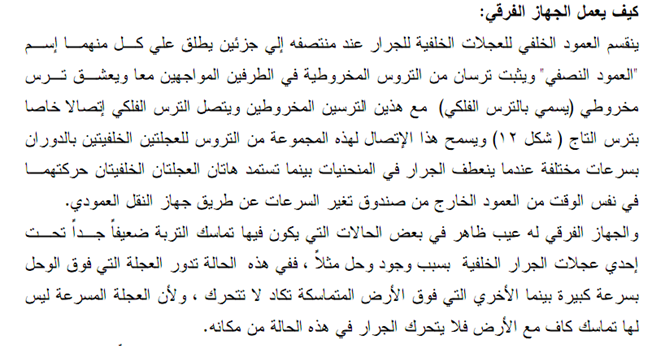 كيف يعمل الجهاز الفرقي:
ينقسم العمود الخلفي للعجلات الخلفية للجرار عند منتصفه إلي جزئين يطلق علي كل منهما إسم
"العمود النصفي" ويثبت ترسان من التروس المخروطية في الطرفين المواجهين معا ويعشق ترس
مخروطي (يسمي بالترس الفلكي) مع هذين الترسين المخروطين ويتصل الترس الفلكي إتصالا خاصا
بترس التاج ( شكل ١٢) ويسمح هذا الإتصال لهذه المجموعة من التروس للعجلتين الخلفيتين بالدوران
بسرعات مختلفة عندما ينعطف الجرار في المنحنيات بينما تستمد هاتان العجلتان الخلفيتان حركتهما
في نفس الوقت من العمود الخارج من صندوق تغير السرعات عن طريق جهاز النقل العمودي.
والجهاز الفرقي له عيب ظاهر في بعض الحالات التي يكون فيها تماسك التربة ضعيفاً جداً تحت
إحدي عجلات الجرار الخلفية بسبب وجود وحل مثلاً ، ففي هذه الحالة تدور العجلة التي فوق الوحل
بسرعة كبيرة بينما الأخري التي فوق الأرض المتماسكة تكاد لا تتحرك ، ولأن العجلة المسرعة ليس
لها تماسك كاف مع الأرض فلا يتحرك الجرار في هذه الحالة من مكانه.